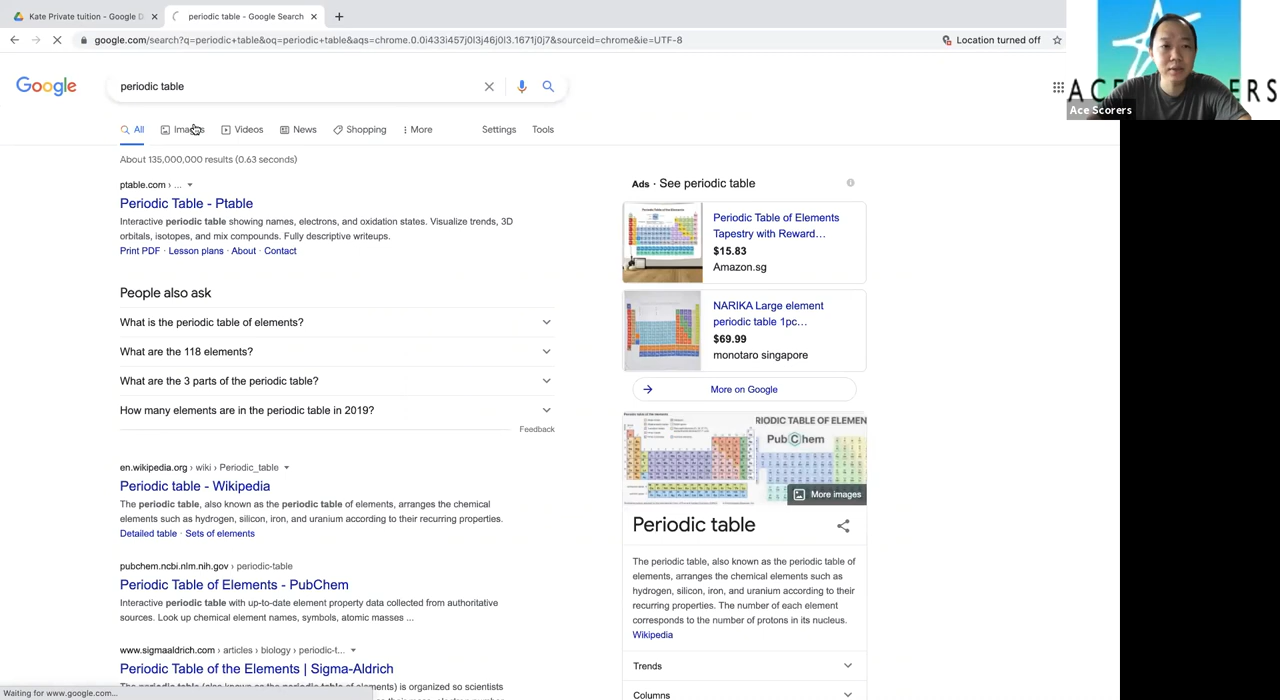 Kate Private tuition - Google D
periodic table - Google Search
google.com/search?q=periodic+table&oq=periodic+table&aqs=chrome.0.0i433i457j0l3j46j0l3.1671j0j7&sourceid=chrome&ie=UTF-8
Location turned off
Google
periodic table
Ace Scorers
All
Images
Videos
News
Shopping
More
Settings
Tools
About 135,000,000 results (0.63 seconds)
ptable.com › ...
Periodic Table - Ptable
Interactive periodic table showing names, electrons, and oxidation states. Visualize trends, 3D
orbitals, isotopes, and mix compounds. Fully descriptive writeups.
Print PDF · Lesson plans · About · Contact
People also ask
What is the periodic table of elements?
What are the 118 elements?
What are the 3 parts of the periodic table?
How many elements are in the periodic table in 2019?
Feedback
en.wikipedia.org › wiki › Periodic_table
Periodic table - Wikipedia
The periodic table, also known as the periodic table of elements, arranges the chemical
elements such as hydrogen, silicon, iron, and uranium according to their recurring properties.
Detailed table · Sets of elements
pubchem.ncbi.nlm.nih.gov › periodic-table
Periodic Table of Elements - PubChem
Interactive periodic table with up-to-date element property data collected from authoritative
sources. Look up chemical element names, symbols, atomic masses ...
www.sigmaaldrich.com › articles › biology › periodic-t...
Periodic Table of the Elements | Sigma-Aldrich
Waiting for www.google.com...
Ads · See periodic table
Periodic Table of Elements
Tapestry with Reward…
$15.83
Amazon.sg
NARIKA Large element
periodic table 1pc…
$69.99
monotaro singapore
More on Google
RIODIC TABLE OF ELEMEN
PubChem
More images
Periodic table
The periodic table, also known as the periodic table of
elements, arranges the chemical elements such as
hydrogen, silicon, iron, and uranium according to their
recurring properties. The number of each element
corresponds to the number of protons in its nucleus.
Wikipedia
Trends
Columns